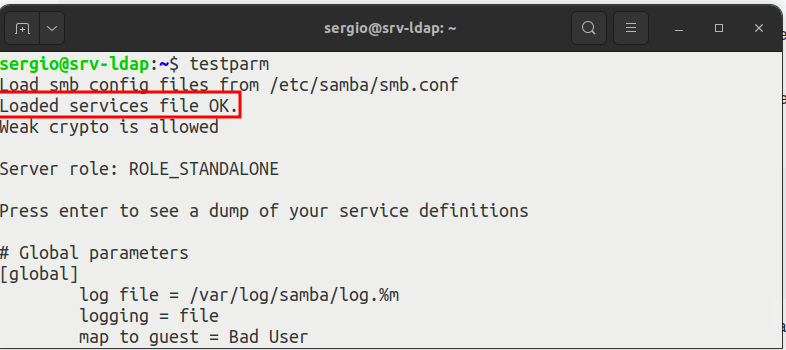 sergio@srv-ldap: ~
sergio@srv-ldap:~$ testparm
Load smb config files from /etc/samba/smb.conf
Loaded services file OK.
Weak crypto is allowed
Server role: ROLE_STANDALONE
Press enter to see a dump of your service definitions
# Global parameters
[global]
log file = /var/log/samba/log.%m
logging = file
map to guest = Bad User